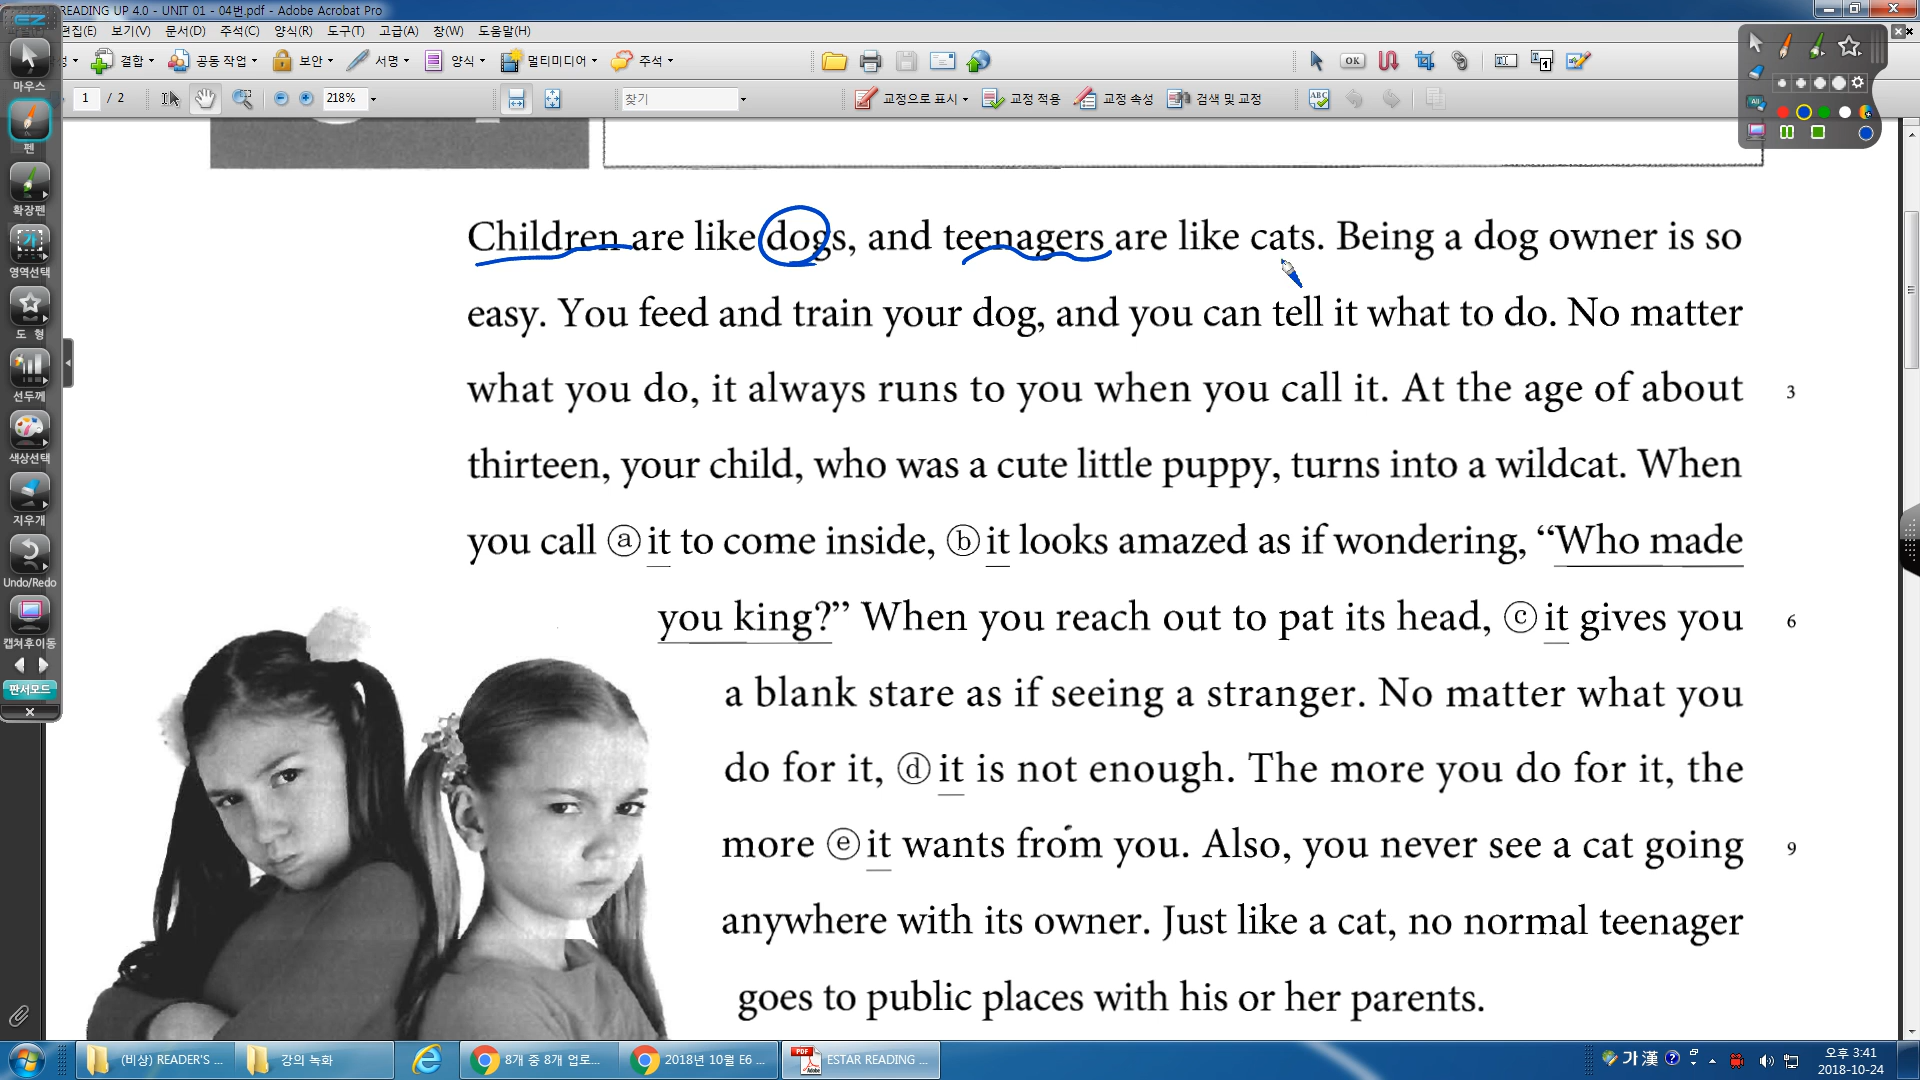 READING UP 4.0 - UNIT 01 - 04번.pdf - Adobe Acrobat Pro
편집(E) 보기(V) 문서(D) 주석(C) 양식(R) 도구(T) 고급(A) 창(W) 도움말(H)
결합 공동 작업 보안 서명 양식 멀티미디어 주석 OK
1 / 2 218% 찾기 교정으로 표시 교정 적용 교정 속성 검색 및 교정 ABC
EZ
마우스
펜
확장펜
영역선택
도 형
선두께
색상선택
지우개
Undo/Redo
캡쳐후이동
판서모드
Children are like dogs, and teenagers are like cats. Being a dog owner is so
easy. You feed and train your dog, and you can tell it what to do. No matter
what you do, it always runs to you when you call it. At the age of about 3
thirteen, your child, who was a cute little puppy, turns into a wildcat. When
you call ⓐ it to come inside, ⓑ it looks amazed as if wondering, “Who made
you king?” When you reach out to pat its head, ⓒ it gives you 6
a blank stare as if seeing a stranger. No matter what you
do for it, ⓓ it is not enough. The more you do for it, the
more ⓔ it wants from you. Also, you never see a cat going 9
anywhere with its owner. Just like a cat, no normal teenager
goes to public places with his or her parents.
(비상) READER'S ... 강의 녹화 8개 중 8개 업로... 2018년 10월 E6 ... ESTAR READING ... 가 漢 오후 3:41
2018-10-24